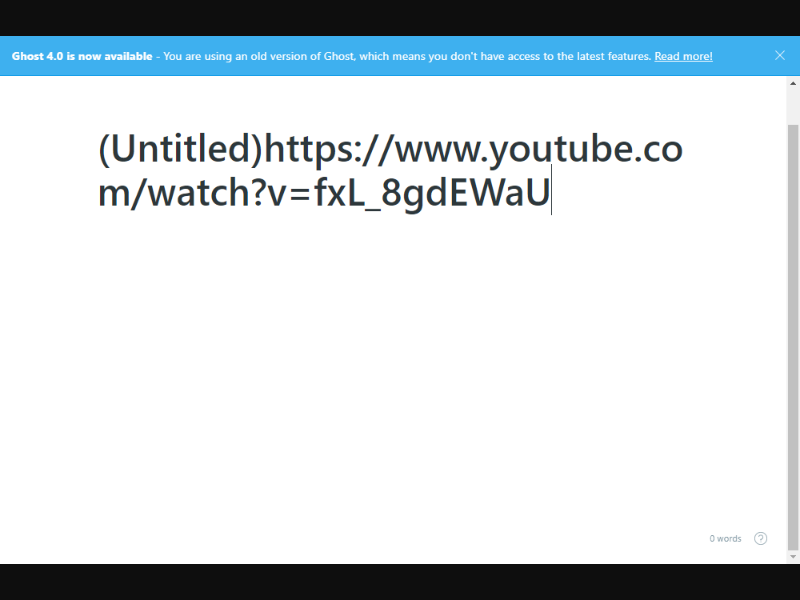 Ghost 4.0 is now available - You are using an old version of Ghost, which means you don't have access to the latest features. Read more!
(Untitled)https://www.youtube.co
m/watch?v=fxL_8gdEWaU
0 words
?